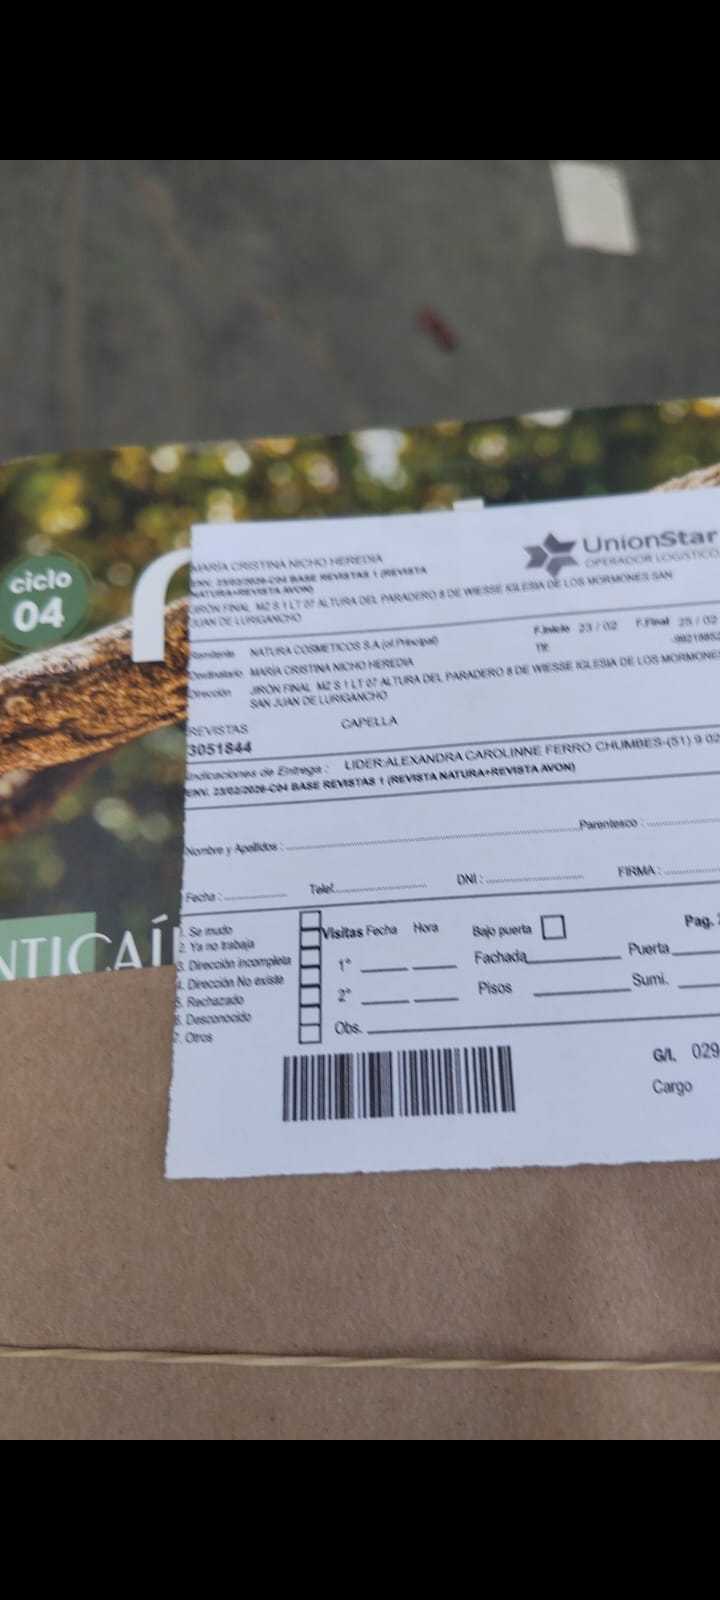 ciclo
04
UnionStar
OPERADOR LOGISTICO
MARÍA CRISTINA NICHO HEREDIA
ENV. 23/02/2026-C04 BASE REVISTAS 1 (REVISTA
NATURA+REVISTA AVON)
JIRÓN FINAL MZ S 1 LT 07 ALTURA DEL PARADERO 8 DE WIESSE IGLESIA DE LOS MORMONES SAN
JUAN DE LURIGANCHO
Remitente NATURA COSMETICOS S.A (of.Principal) F.Inicio 23 / 02 F.Final 25 / 02
Destinatario MARÍA CRISTINA NICHO HEREDIA Tlf.
Dirección JIRÓN FINAL MZ S 1 LT 07 ALTURA DEL PARADERO 8 DE WIESSE IGLESIA DE LOS MORMONES
SAN JUAN DE LURIGANCHO
REVISTAS CAPELLA
3051844
Indicaciones de Entrega : LIDER:ALEXANDRA CAROLINNE FERRO CHUMBES-(51) 9 02
ENV. 23/02/2026-C04 BASE REVISTAS 1 (REVISTA NATURA+REVISTA AVON)
Nombre y Apellidos : Parentesco :
Fecha : Telef. DNI : FIRMA :
1. Se mudo
2. Ya no trabaja
3. Dirección incompleta
4. Dirección No existe
5. Rechazado
6. Desconocido
7. Otros
Visitas Fecha Hora Bajo puerta Pag.
1° Fachada Puerta
2° Pisos Sumi.
Obs.
G/L 029
Cargo
NTICAÍ